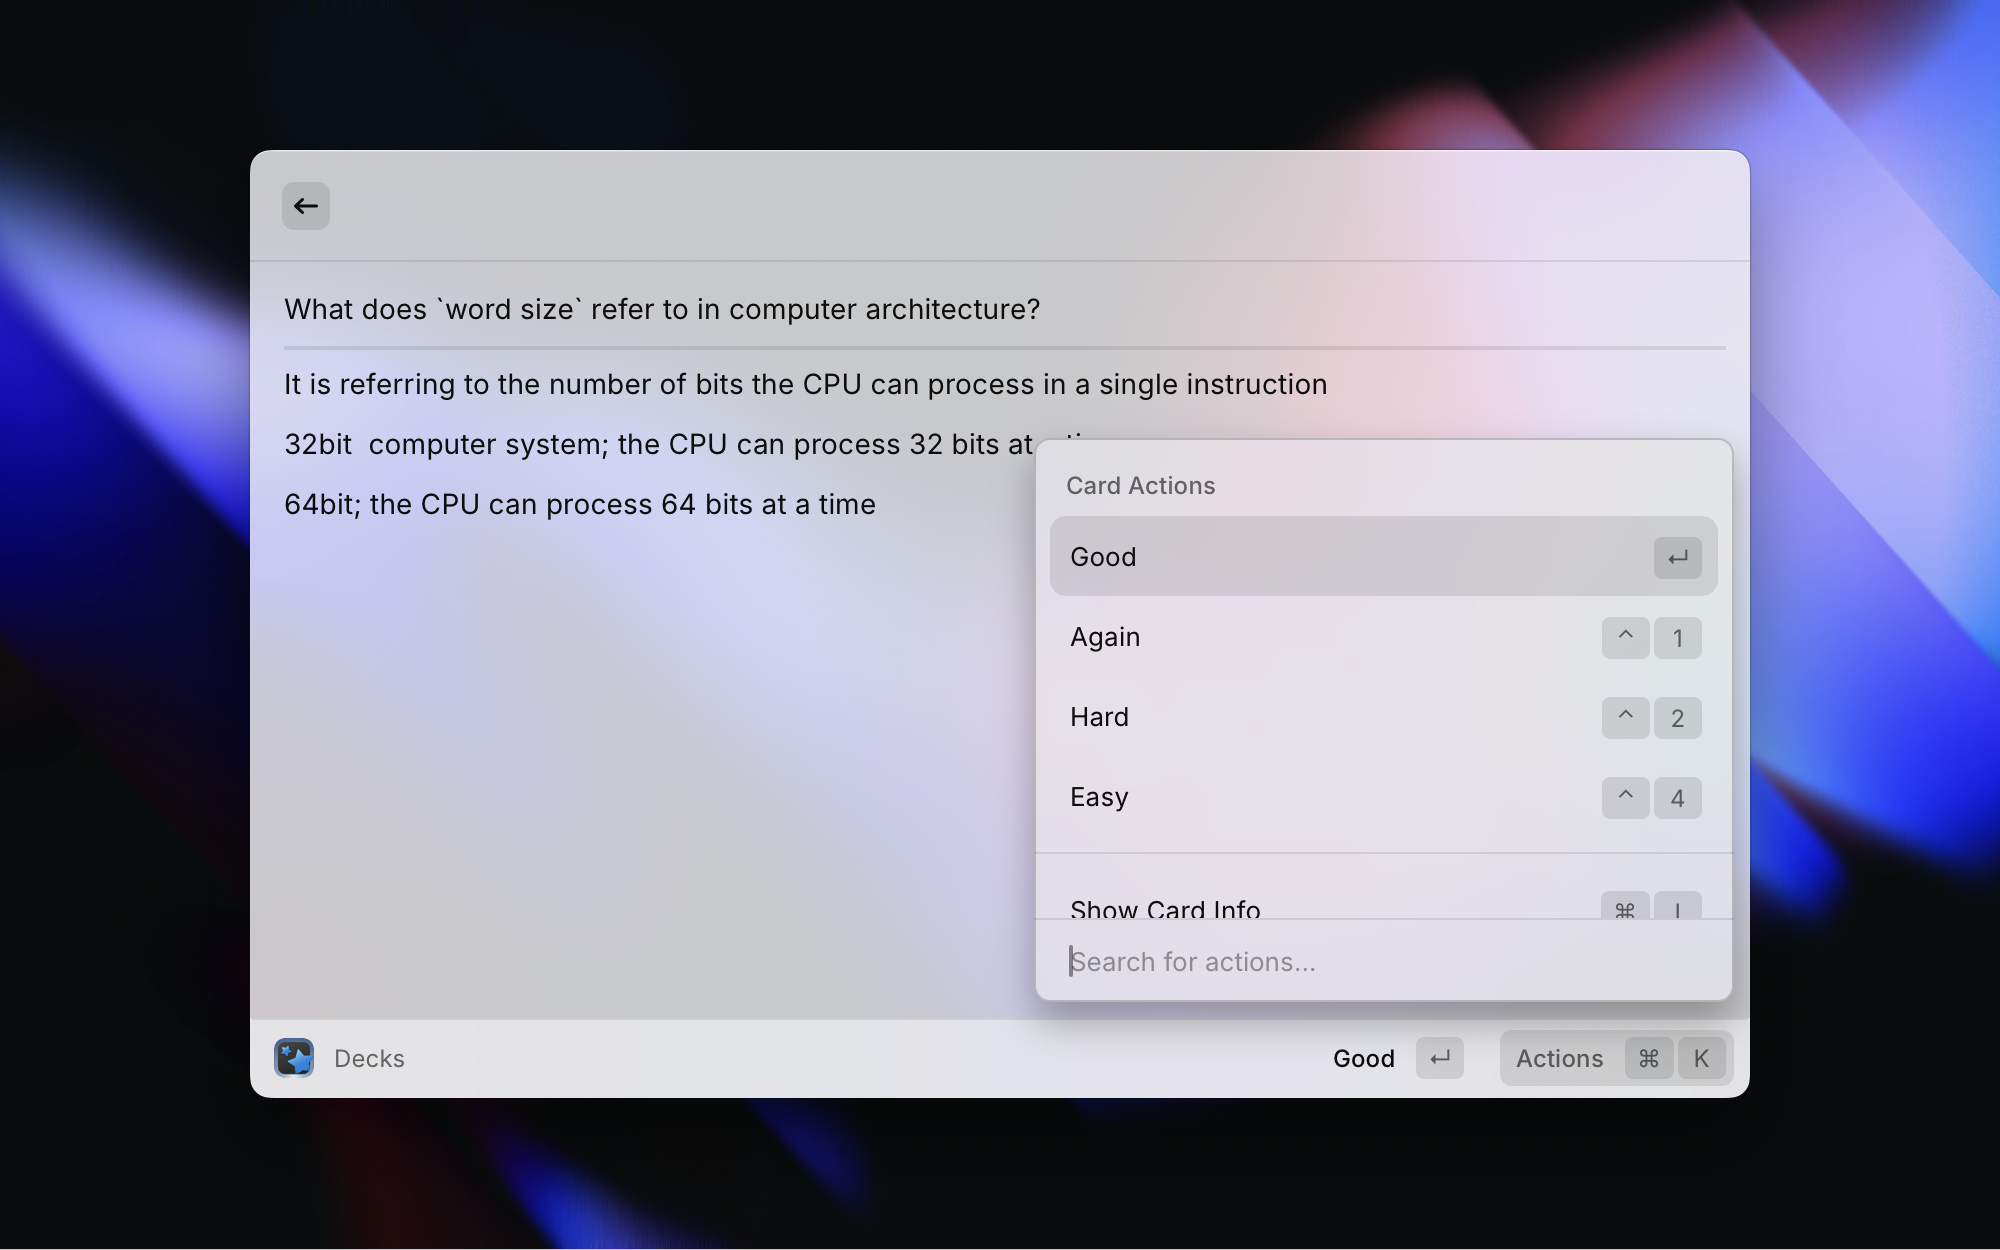 What does `word size` refer to in computer architecture?
It is referring to the number of bits the CPU can process in a single instruction
32bit  computer system; the CPU can process 32 bits at
64bit; the CPU can process 64 bits at a time
Card Actions
Good
Again ^ 1
Hard ^ 2
Easy ^ 4
Show Card Info ⌘
Search for actions...
Decks Good Actions ⌘ K